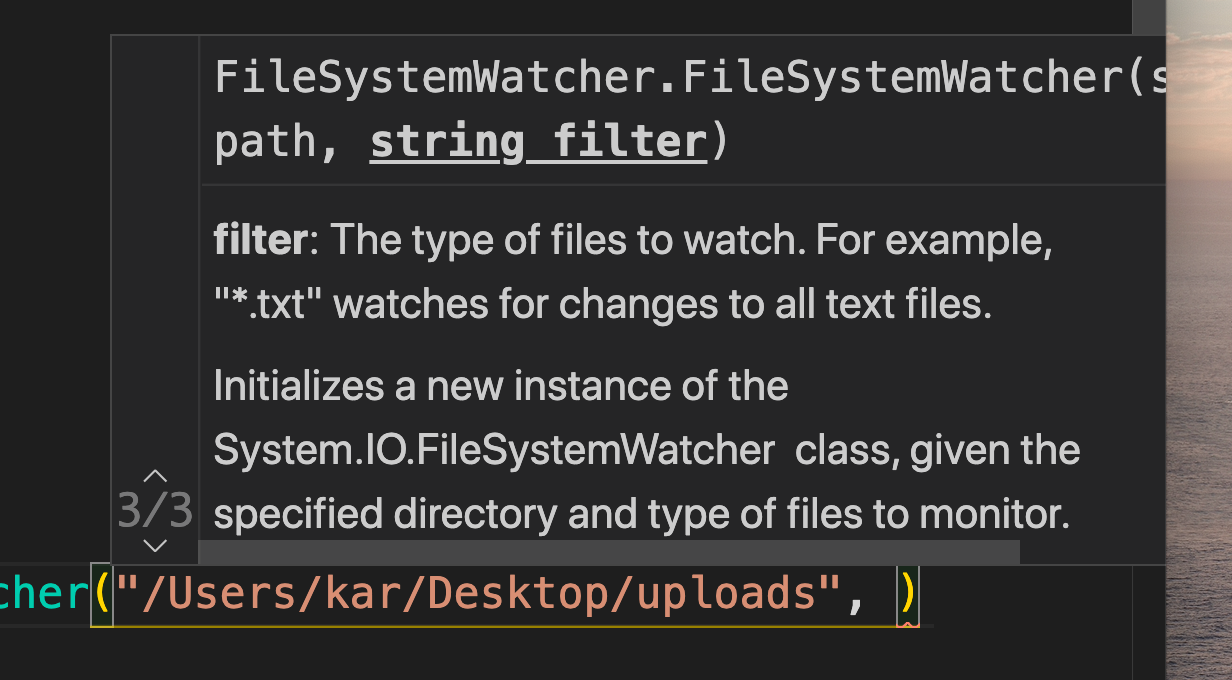 FileSystemWatcher.FileSystemWatcher(s
path, string filter)
filter: The type of files to watch. For example,
"*.txt" watches for changes to all text files.
Initializes a new instance of the
System.IO.FileSystemWatcher class, given the
3/3
specified directory and type of files to monitor.
cher("/Users/kar/Desktop/uploads", )